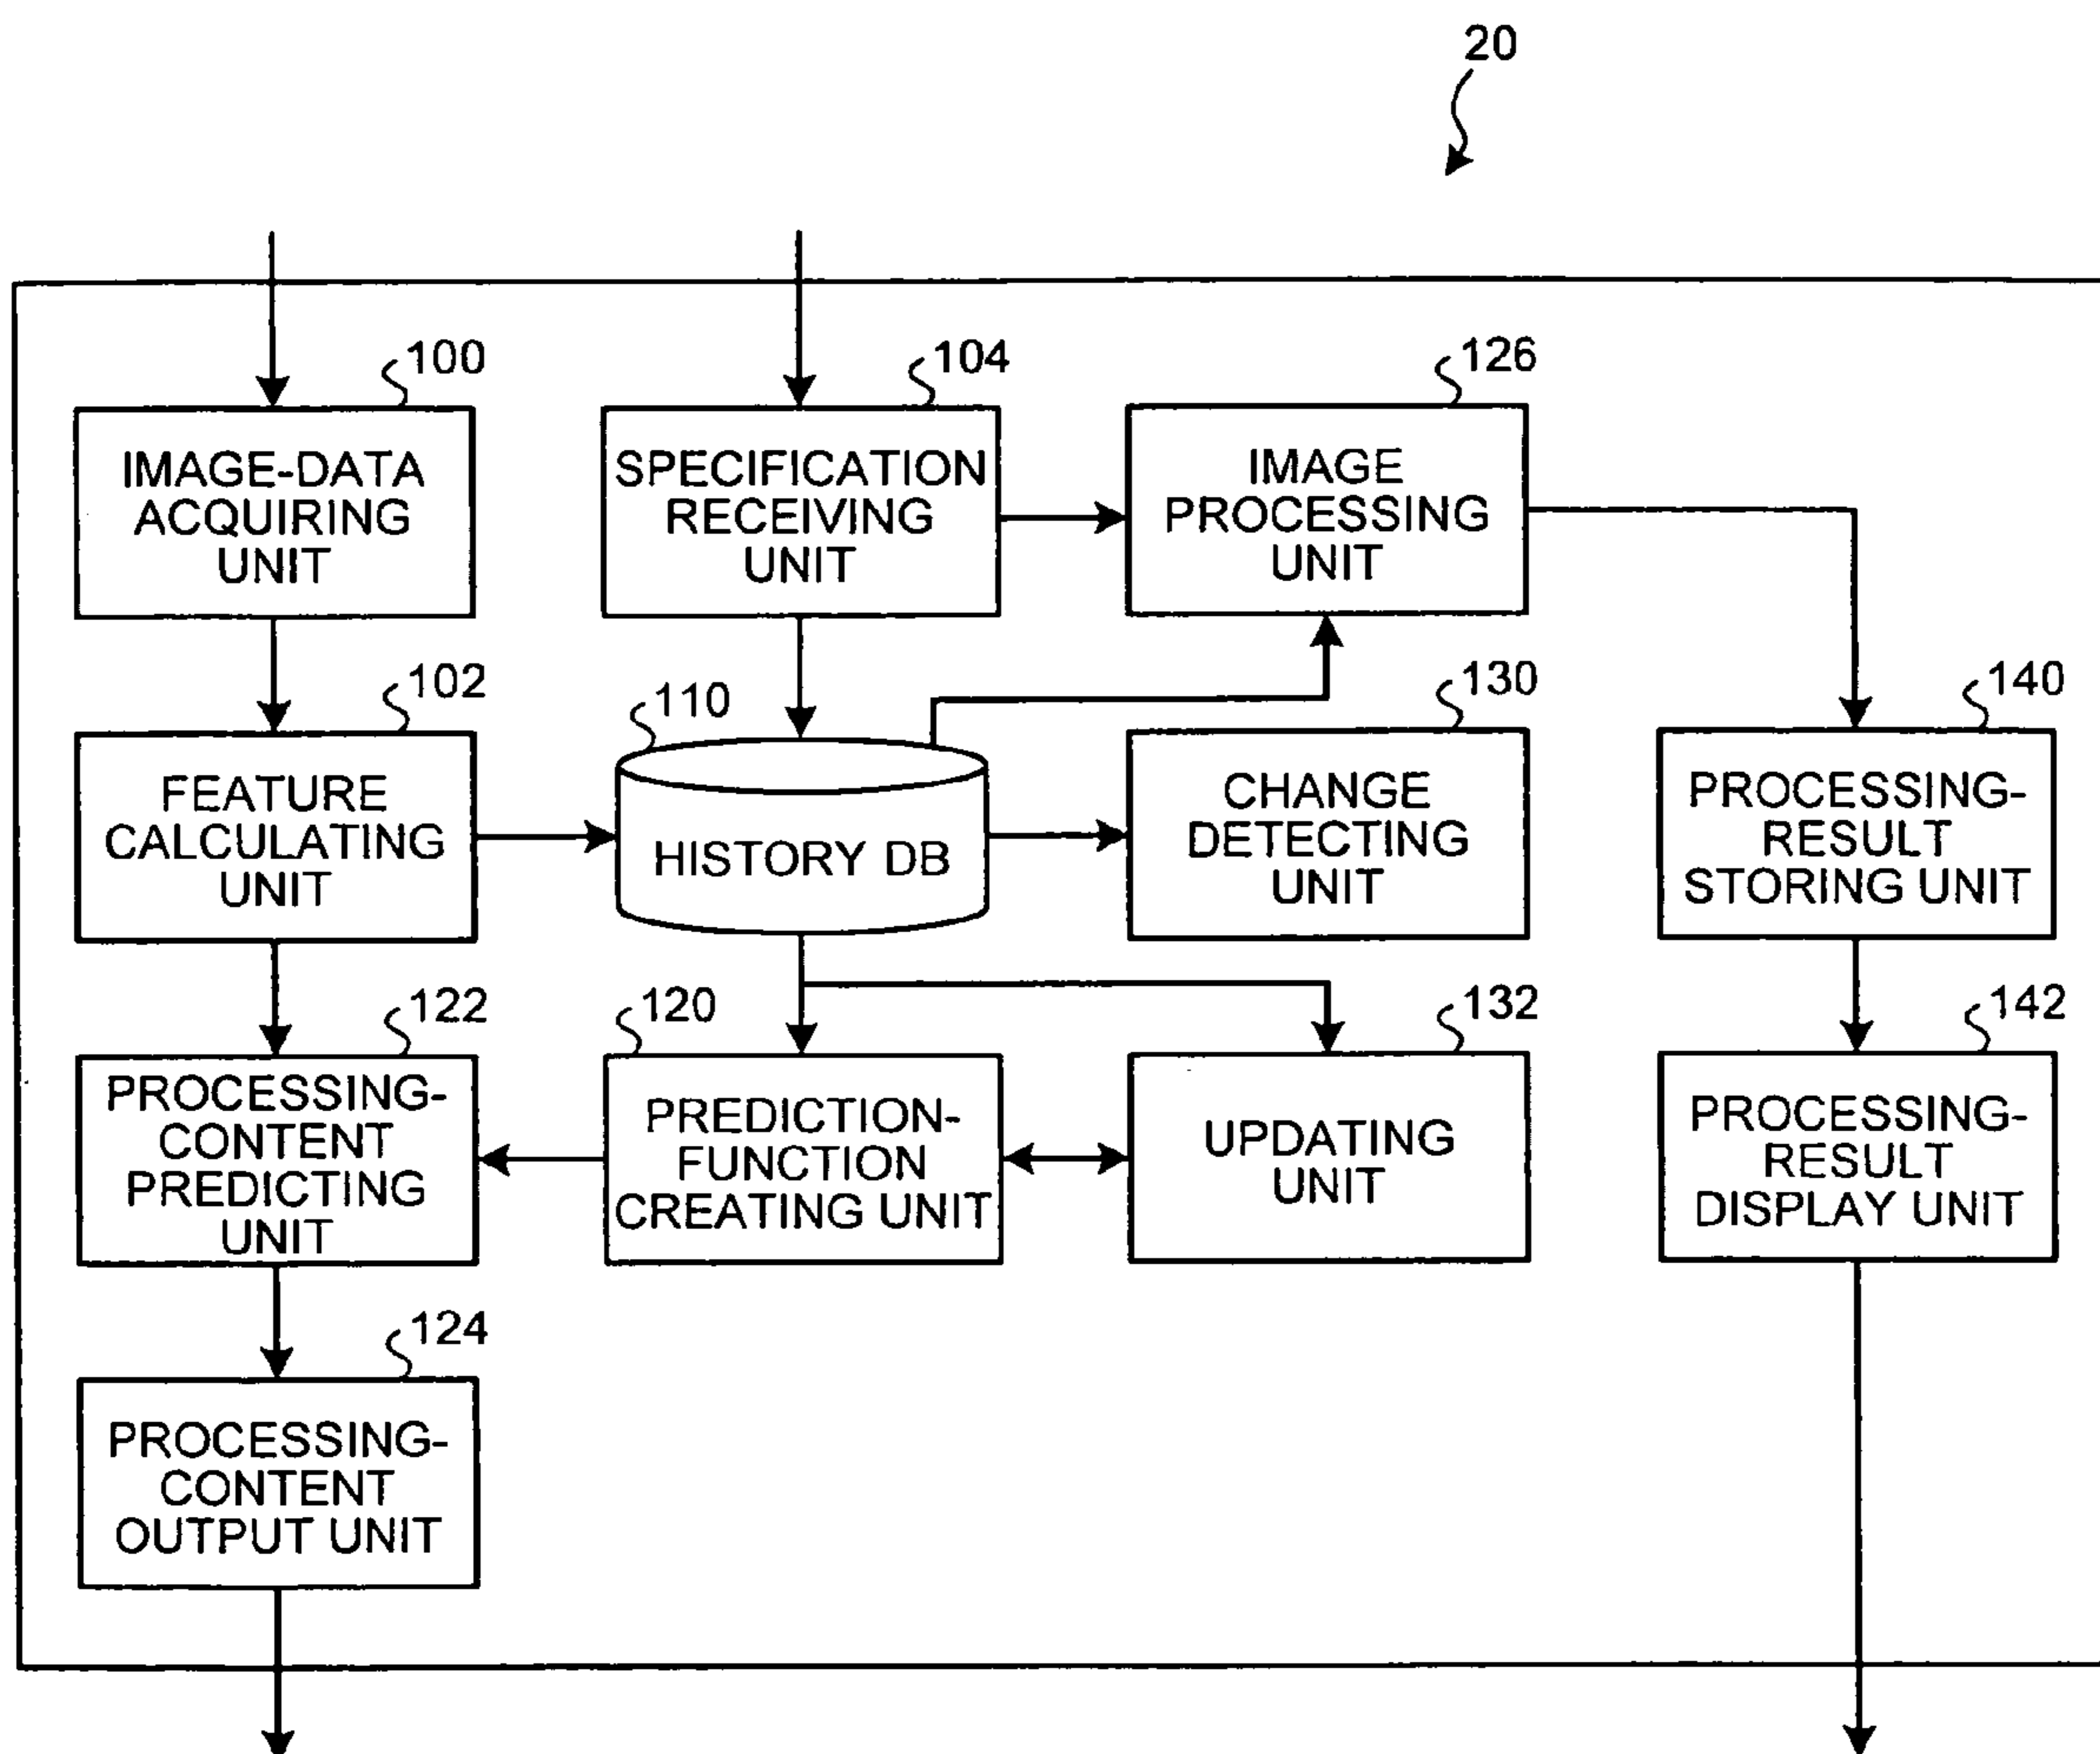 20
100
IMAGE-DATA
ACQUIRING
UNIT
104
SPECIFICATION
RECEIVING
UNIT
126
IMAGE
PROCESSING
UNIT
102
FEATURE
CALCULATING
UNIT
110
HISTORY DB
130
CHANGE
DETECTING
UNIT
140
PROCESSING-
RESULT
STORING UNIT
122
PROCESSING-
CONTENT
PREDICTING
UNIT
120
PREDICTION-
FUNCTION
CREATING UNIT
132
UPDATING
UNIT
142
PROCESSING-
RESULT
DISPLAY UNIT
124
PROCESSING-
CONTENT
OUTPUT UNIT